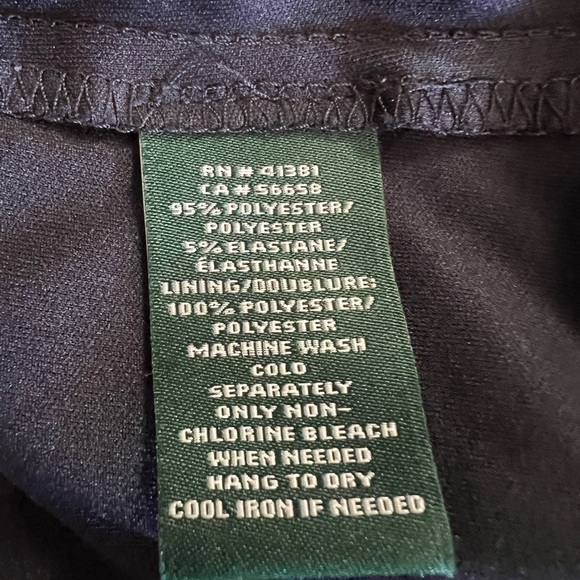 RN # 41381
CA # 56658
95% POLYESTER/
POLYESTER
5% ELASTANE/
ÉLASTHANNE
LINING/DOUBLURE:
100% POLYESTER/
POLYESTER
MACHINE WASH
COLD
SEPARATELY
ONLY NON-
CHLORINE BLEACH
WHEN NEEDED
HANG TO DRY
COOL IRON IF NEEDED